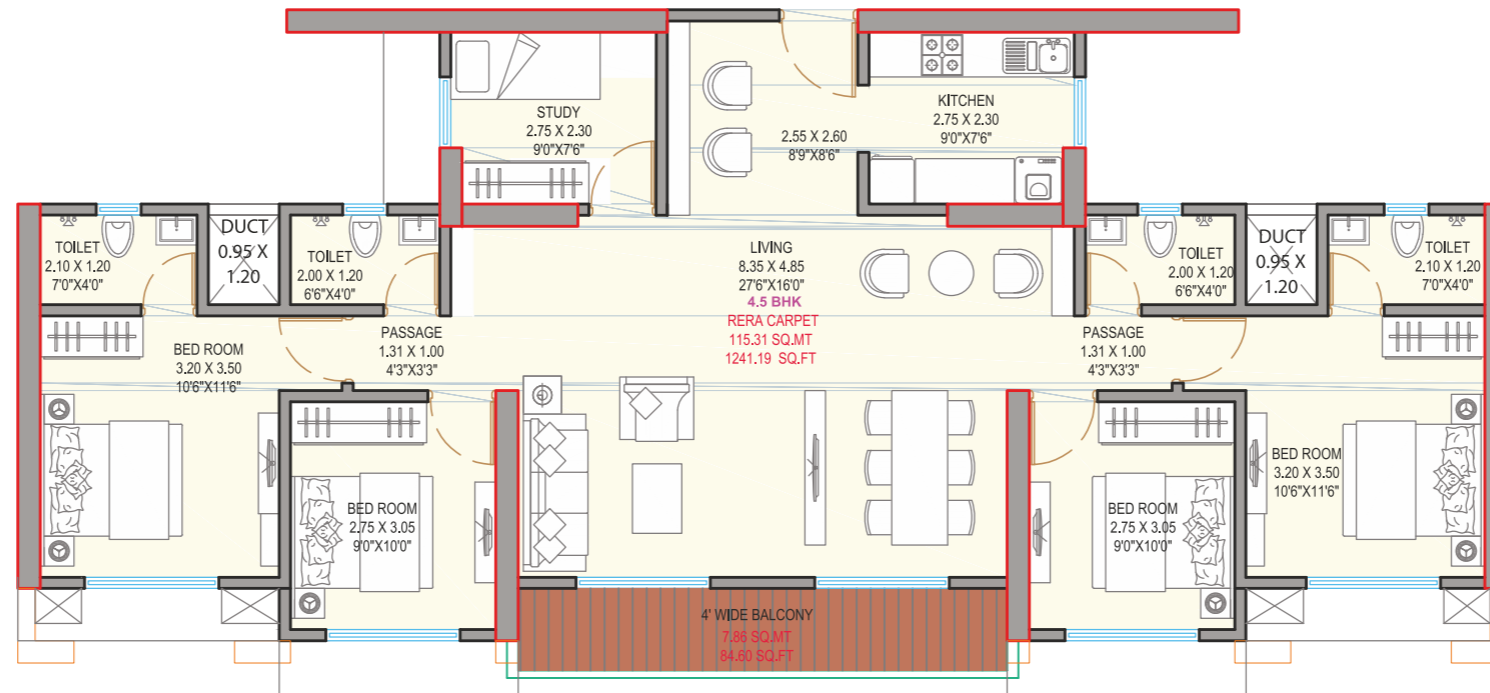 STUDY
2.75 X 2.30
9'0"X7'6"
2.55 X 2.60
8'9"X8'6"
KITCHEN
2.75 X 2.30
9'0"X7'6"
TOILET
2.10 X 1.20
7'0"X4'0"
DUCT
0.95 X
1.20
TOILET
2.00 X 1.20
6'6"X4'0"
LIVING
8.35 X 4.85
27'6"X16'0"
4.5 BHK
RERA CARPET
115.31 SQ.MT
1241.19 SQ.FT
TOILET
2.00 X 1.20
6'6"X4'0"
DUCT
0.95 X
1.20
TOILET
2.10 X 1.20
7'0"X4'0"
BED ROOM
3.20 X 3.50
10'6"X11'6"
PASSAGE
1.31 X 1.00
4'3"X3'3"
PASSAGE
1.31 X 1.00
4'3"X3'3"
BED ROOM
2.75 X 3.05
9'0"X10'0"
BED ROOM
2.75 X 3.05
9'0"X10'0"
BED ROOM
3.20 X 3.50
10'6"X11'6"
4' WIDE BALCONY
7.86 SQ.MT
84.60 SQ.FT